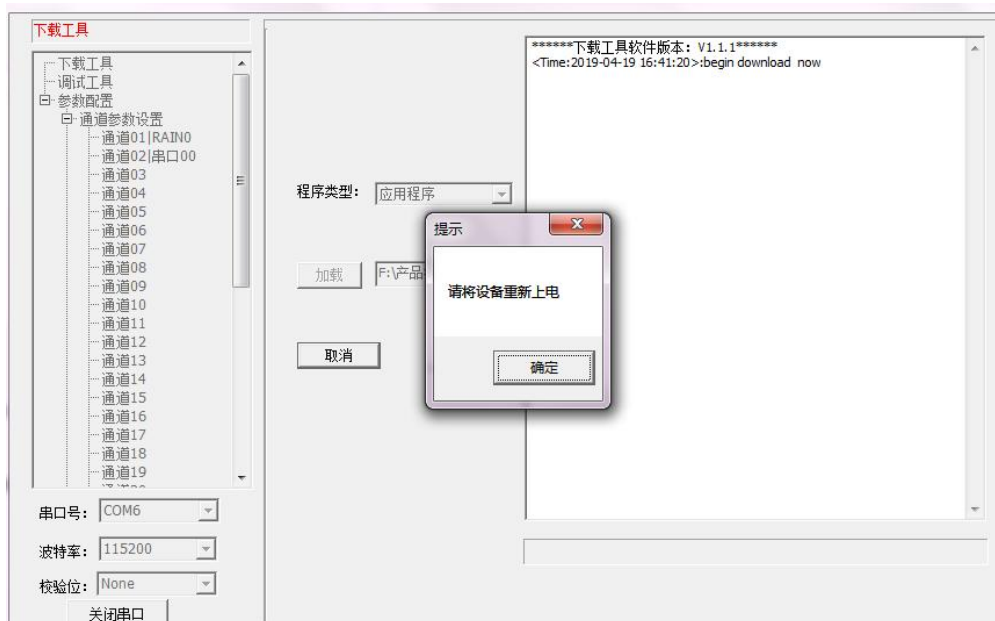 下载工具
下载工具
调试工具
参数配置
通道参数设置
通道01|RAIN0
通道02|串口00
通道03
通道04
通道05
通道06
通道07
通道08
通道09
通道10
通道11
通道12
通道13
通道14
通道15
通道16
通道17
通道18
通道19
串口号: COM6
波特率: 115200
校验位: None
关闭串口
程序类型: 应用程序
加载 F:\产品
取消
提示
请将设备重新上电
确定
******下载工具软件版本: V1.1.1******
<Time:2019-04-19 16:41:20>:begin download now